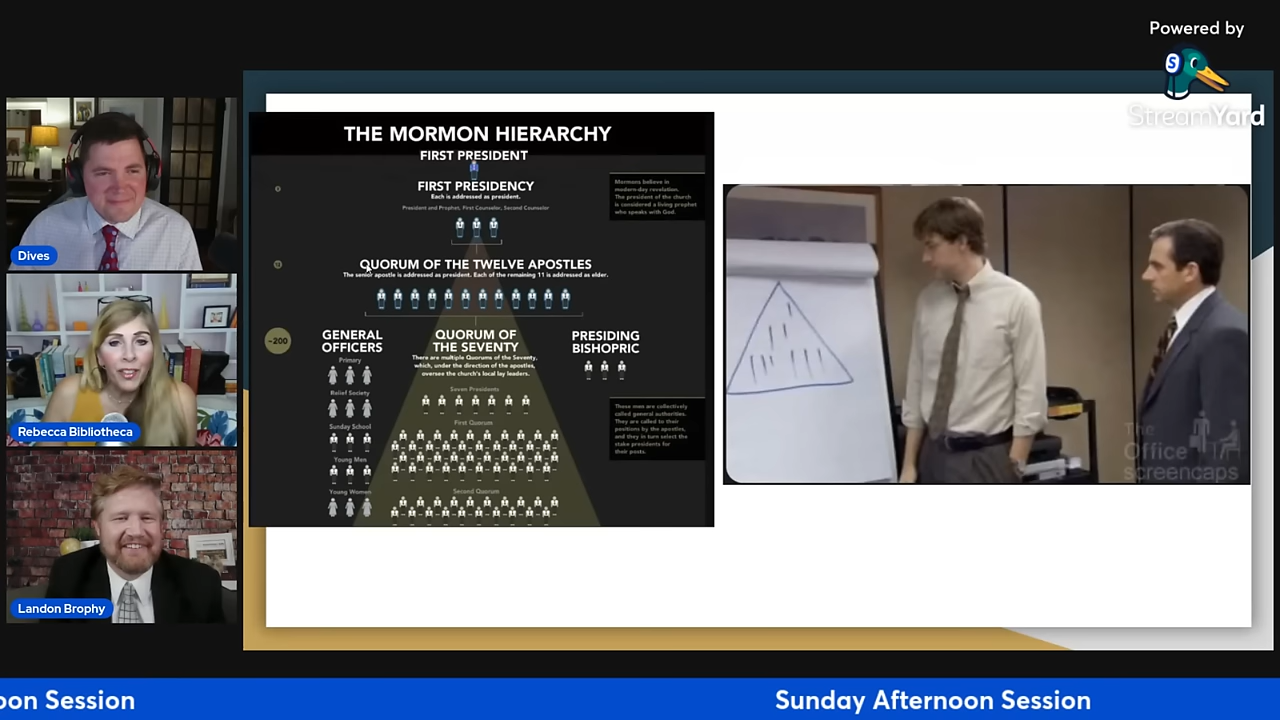 Powered by
S
StreamYard
Dives
Rebecca Bibliotheca
Landon Brophy
THE MORMON HIERARCHY
FIRST PRESIDENT
FIRST PRESIDENCY
Each is addressed as president.
President and Prophet, First Counselor, Second Counselor
Mormons believe in
modern-day revelation.
The president of the church
is considered a living prophet
who speaks with God.
QUORUM OF THE TWELVE APOSTLES
The senior apostle is addressed as president. Each of the remaining 11 is addressed as elder.
~200
GENERAL
OFFICERS
Primary
Relief Society
Sunday School
Young Men
Young Women
QUORUM OF
THE SEVENTY
There are multiple Quorums of the Seventy,
which, under the direction of the apostles,
oversee the church's local lay leaders.
Seven Presidents
First Quorum
Second Quorum
PRESIDING
BISHOPRIC
These men are collectively
called general authorities.
They are called to their
positions by the apostles,
and they in turn select the
stake presidents for
their posts.
The
Office
screencaps
oon Session
Sunday Afternoon Session